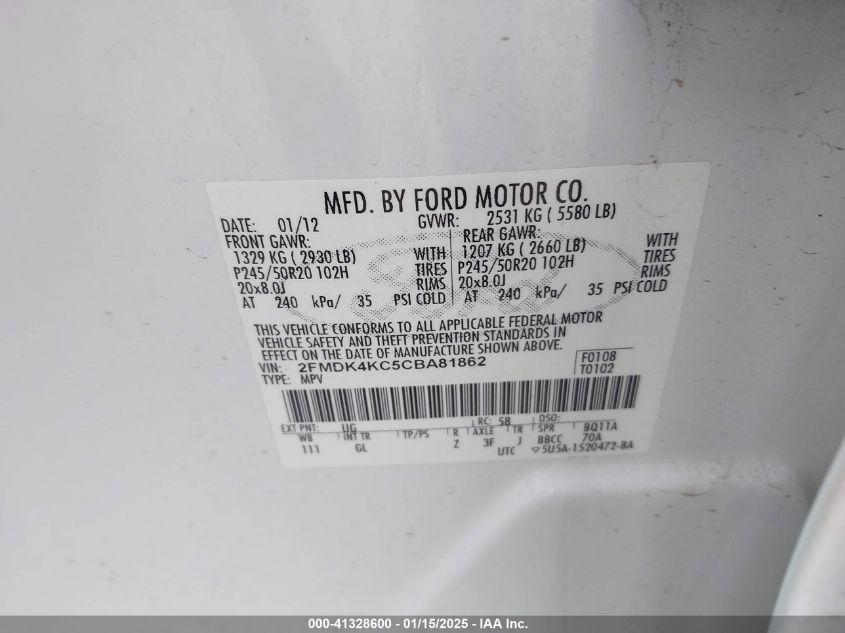 MFD. BY FORD MOTOR CO.
DATE: 01/12 GVWR: 2531 KG ( 5580 LB)
FRONT GAWR: REAR GAWR:
1329 KG ( 2930 LB) WITH 1207 KG ( 2660 LB) WITH
P245/50R20 102H TIRES P245/50R20 102H TIRES
20x8.0J RIMS 20x8.0J RIMS
AT 240 kPa/ 35 PSI COLD AT 240 kPa/ 35 PSI COLD
THIS VEHICLE CONFORMS TO ALL APPLICABLE FEDERAL MOTOR
VEHICLE SAFETY AND THEFT PREVENTION STANDARDS IN
EFFECT ON THE DATE OF MANUFACTURE SHOWN ABOVE.
VIN: 2FMDK4KC5CBA81862 F0108
TYPE: MPV T0102
EXT PNT: UG RC: 58 DSO:
WB INT TR TP/PS R AXLE TR SPR BQ11A
111 GL Z 3F J BBCC 70A
UTC 5U5A-1520472-BA
000-41328600 - 01/15/2025 - IAA Inc.